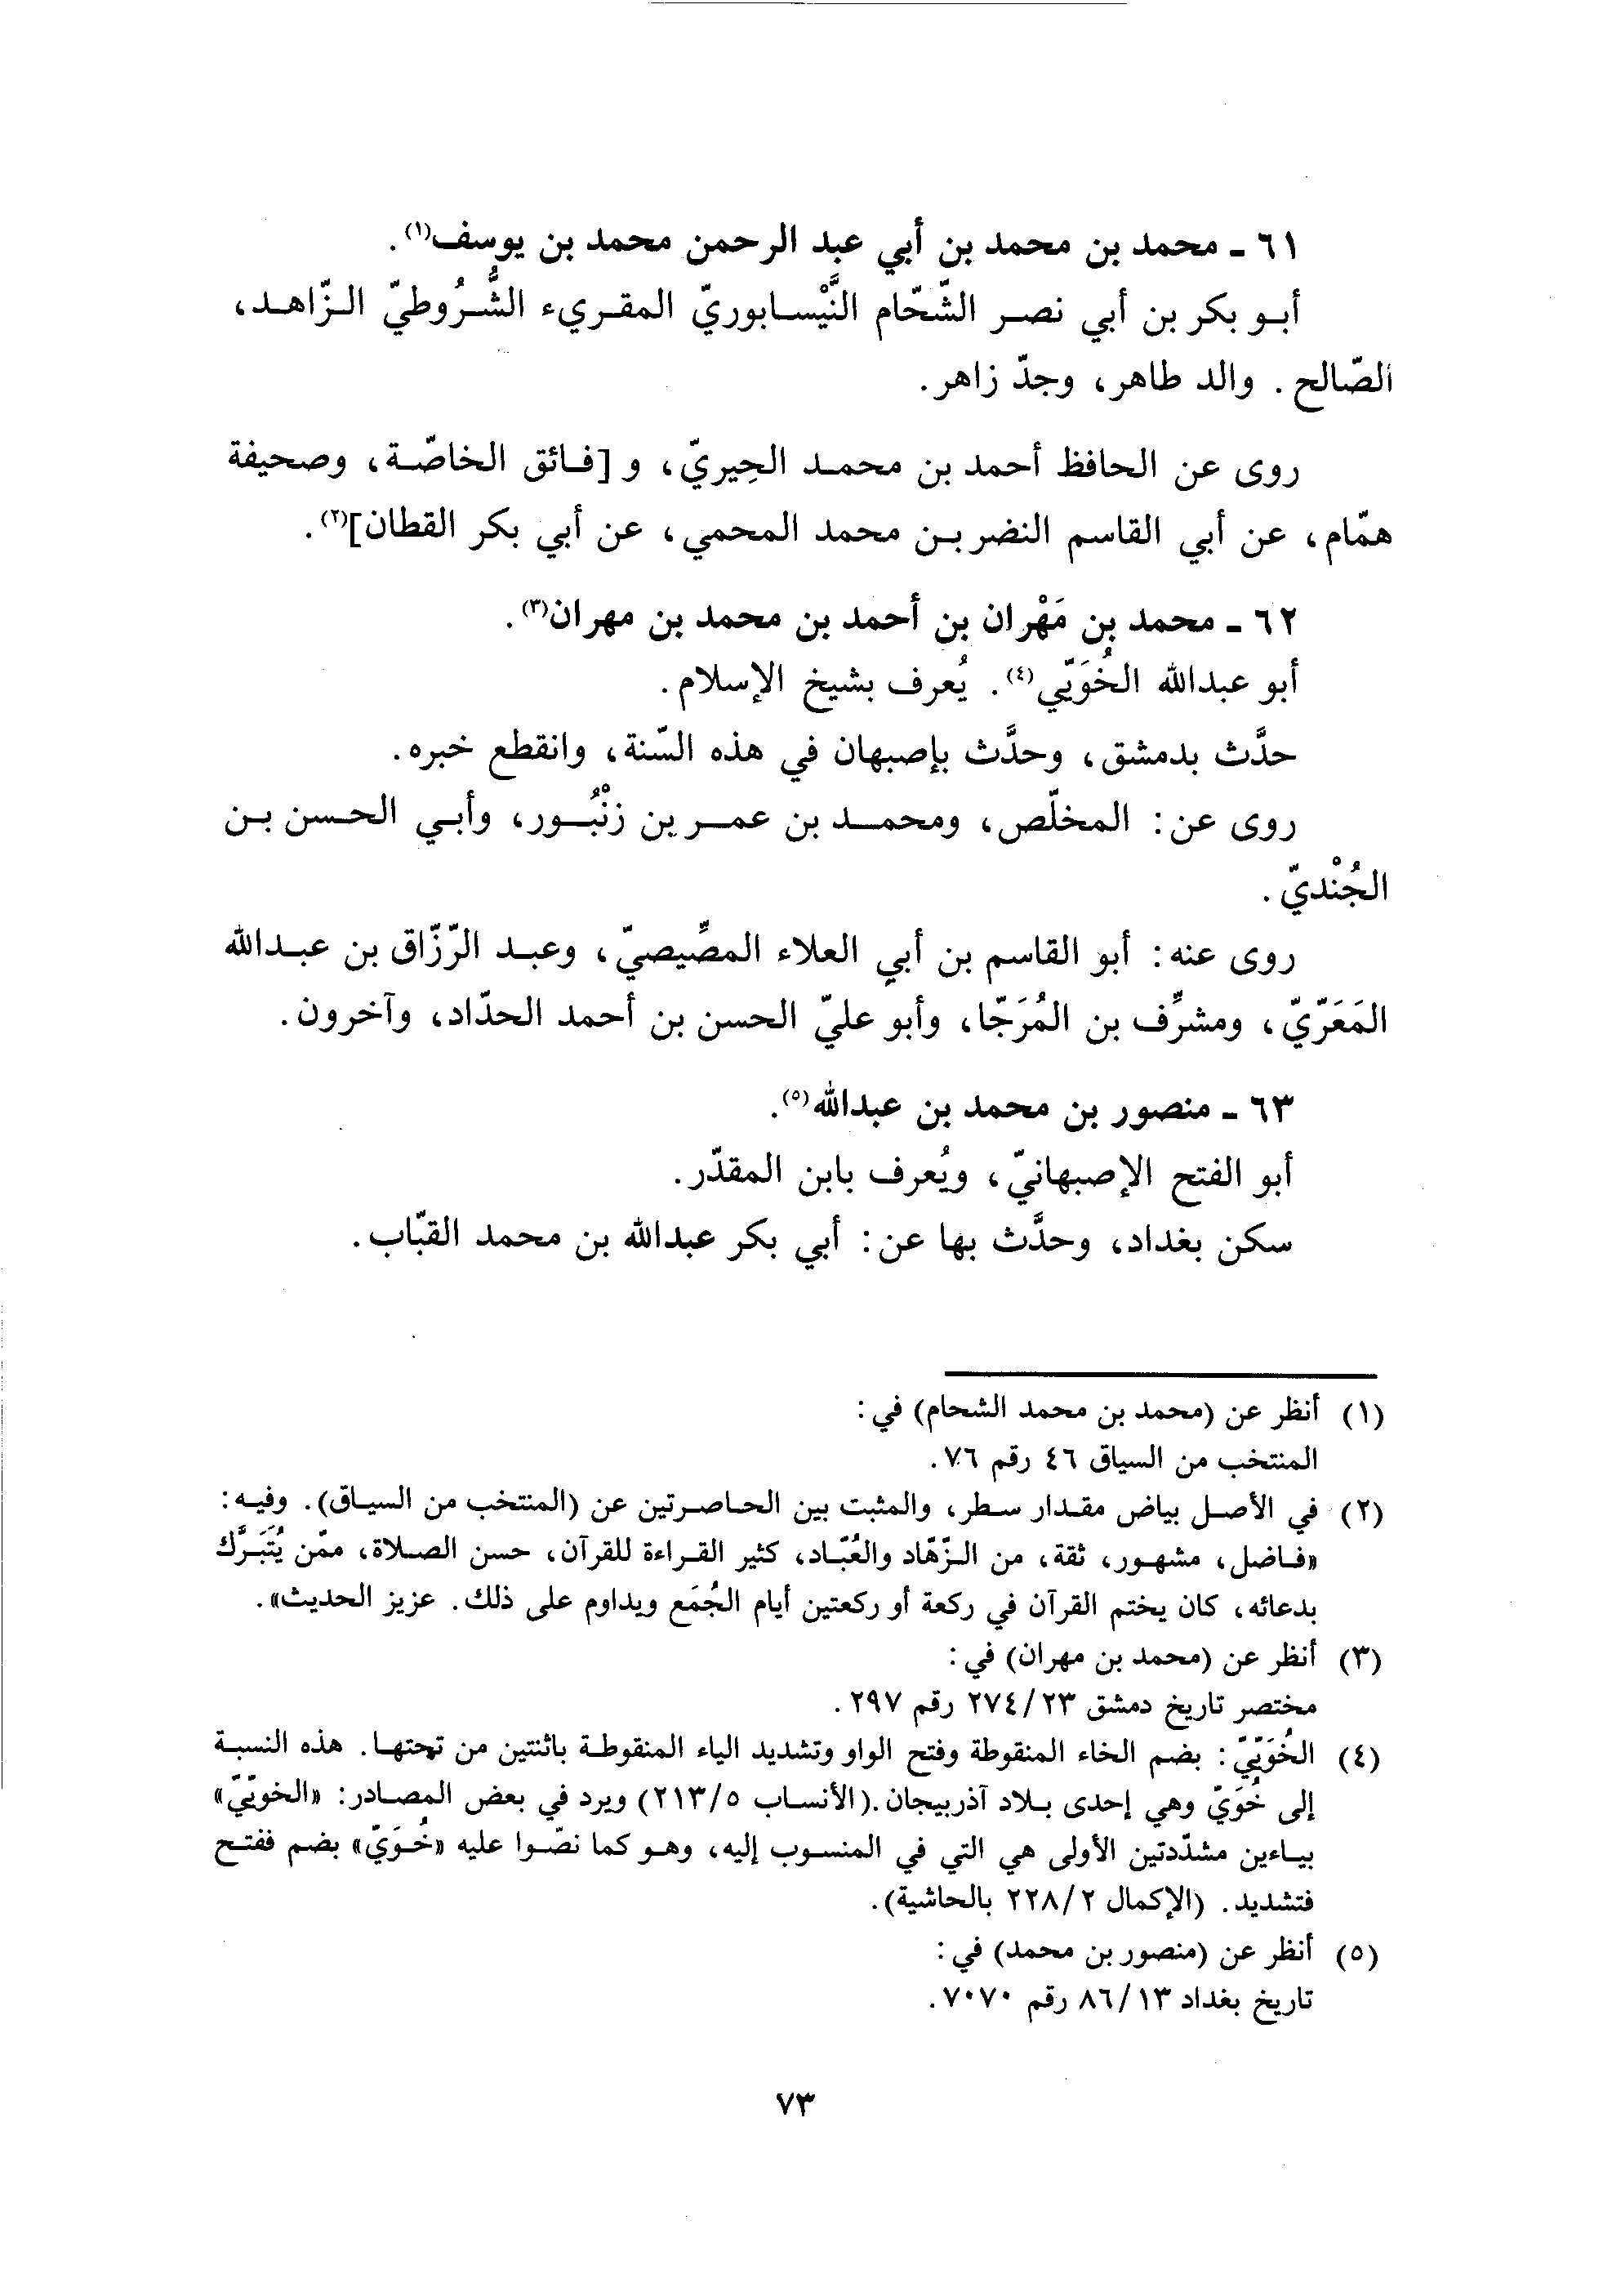 ٦١ ـ محمد بن محمد بن أبي عبد الرحمن محمد بن يوسف(١).
أبو بكر بن أبي نصر الشّحّام النَّيْسابوريّ المقريء الشُّرُوطيّ الزّاهد،
الصّالح. والد طاهر، وجدّ زاهر.
روى عن الحافظ أحمد بن محمد الحِيريّ، و [فائق الخاصّة، وصحيفة
همّام، عن أبي القاسم النضر بن محمد المحمي، عن أبي بكر القطان](٢).
٦٢ ـ محمد بن مَهْران بن أحمد بن محمد بن مهران(٣).
أبو عبدالله الخُوَيّي(٤). يُعرف بشيخ الإسلام.
حدَّث بدمشق، وحدَّث بإصبهان في هذه السّنة، وانقطع خبره.
روى عن: المخلّص، ومحمد بن عمر بن زنْبُور، وأبي الحسن بن
الجُنْديّ.
روى عنه: أبو القاسم بن أبي العلاء المصِّيصيّ، وعبد الرّزّاق بن عبدالله
المَعَرّيّ، ومشرِّف بن المُرَجّا، وأبو عليّ الحسن بن أحمد الحدّاد، وآخرون.
٦٣ ـ منصور بن محمد بن عبدالله(٥).
أبو الفتح الإصبهانيّ، ويُعرف بابن المقدّر.
سكن بغداد، وحدَّث بها عن: أبي بكر عبدالله بن محمد القبّاب.
(١) أنظر عن (محمد بن محمد الشحام) في:
المنتخب من السياق ٤٦ رقم ٧٦.
(٢) في الأصل بياض مقدار سطر، والمثبت بين الحاصرتين عن (المنتخب من السياق). وفيه:
«فاضل، مشهور، ثقة، من الزّهّاد والعُبّاد، كثير القراءة للقرآن، حسن الصلاة، ممّن يُتَبَرَّك
بدعائه، كان يختم القرآن في ركعة أو ركعتين أيام الجُمَع ويداوم على ذلك. عزيز الحديث».
(٣) أنظر عن (محمد بن مهران) في:
مختصر تاريخ دمشق ٢٧٤/٢٣ رقم ٢٩٧.
(٤) الخُوَيّيّ: بضم الخاء المنقوطة وفتح الواو وتشديد الياء المنقوطة باثنتين من تحتها. هذه النسبة
إلى خُوَيّ وهي إحدى بلاد آذربيجان.(الأنساب ٢١٣/٥) ويرد في بعض المصادر: «الخويّيّ»
بياءين مشدّدتين الأولى هي التي في المنسوب إليه، وهو كما نصّوا عليه «خُوَيّ» بضم ففتح
فتشديد. (الإكمال ٢٢٨/٢ بالحاشية).
(٥) أنظر عن (منصور بن محمد) في:
تاريخ بغداد ٨٦/١٣ رقم ٧٠٧٠.
٧٣